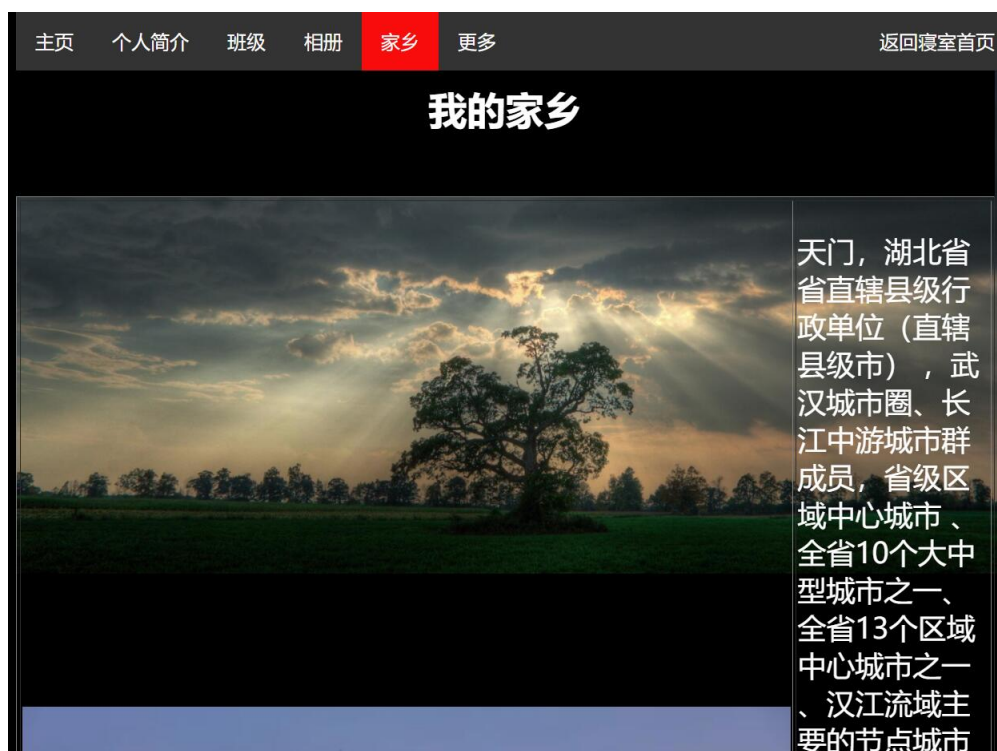 主页 个人简介 班级 相册 家乡 更多 返回寝室首页
我的家乡
天门，湖北省
省直辖县级行
政单位（直辖
县级市），武
汉城市圈、长
江中游城市群
成员，省级区
域中心城市 、
全省10个大中
型城市之一、
全省13个区域
中心城市之一
、汉江流域主
要的节点城市